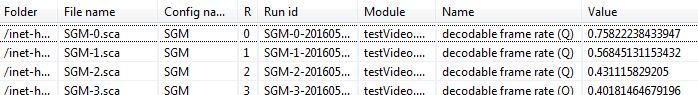 Folder File name Config na... R Run id Module Name Value
/inet-h... SGM-0.sca SGM 0 SGM-0-201605... testVideo.... decodable frame rate (Q) 0.75822238433947
/inet-h... SGM-1.sca SGM 1 SGM-1-201605... testVideo.... decodable frame rate (Q) 0.56845131153432
/inet-h... SGM-2.sca SGM 2 SGM-2-201605... testVideo.... decodable frame rate (Q) 0.431115829205
/inet-h... SGM-3.sca SGM 3 SGM-3-201605... testVideo.... decodable frame rate (Q) 0.40181464679196